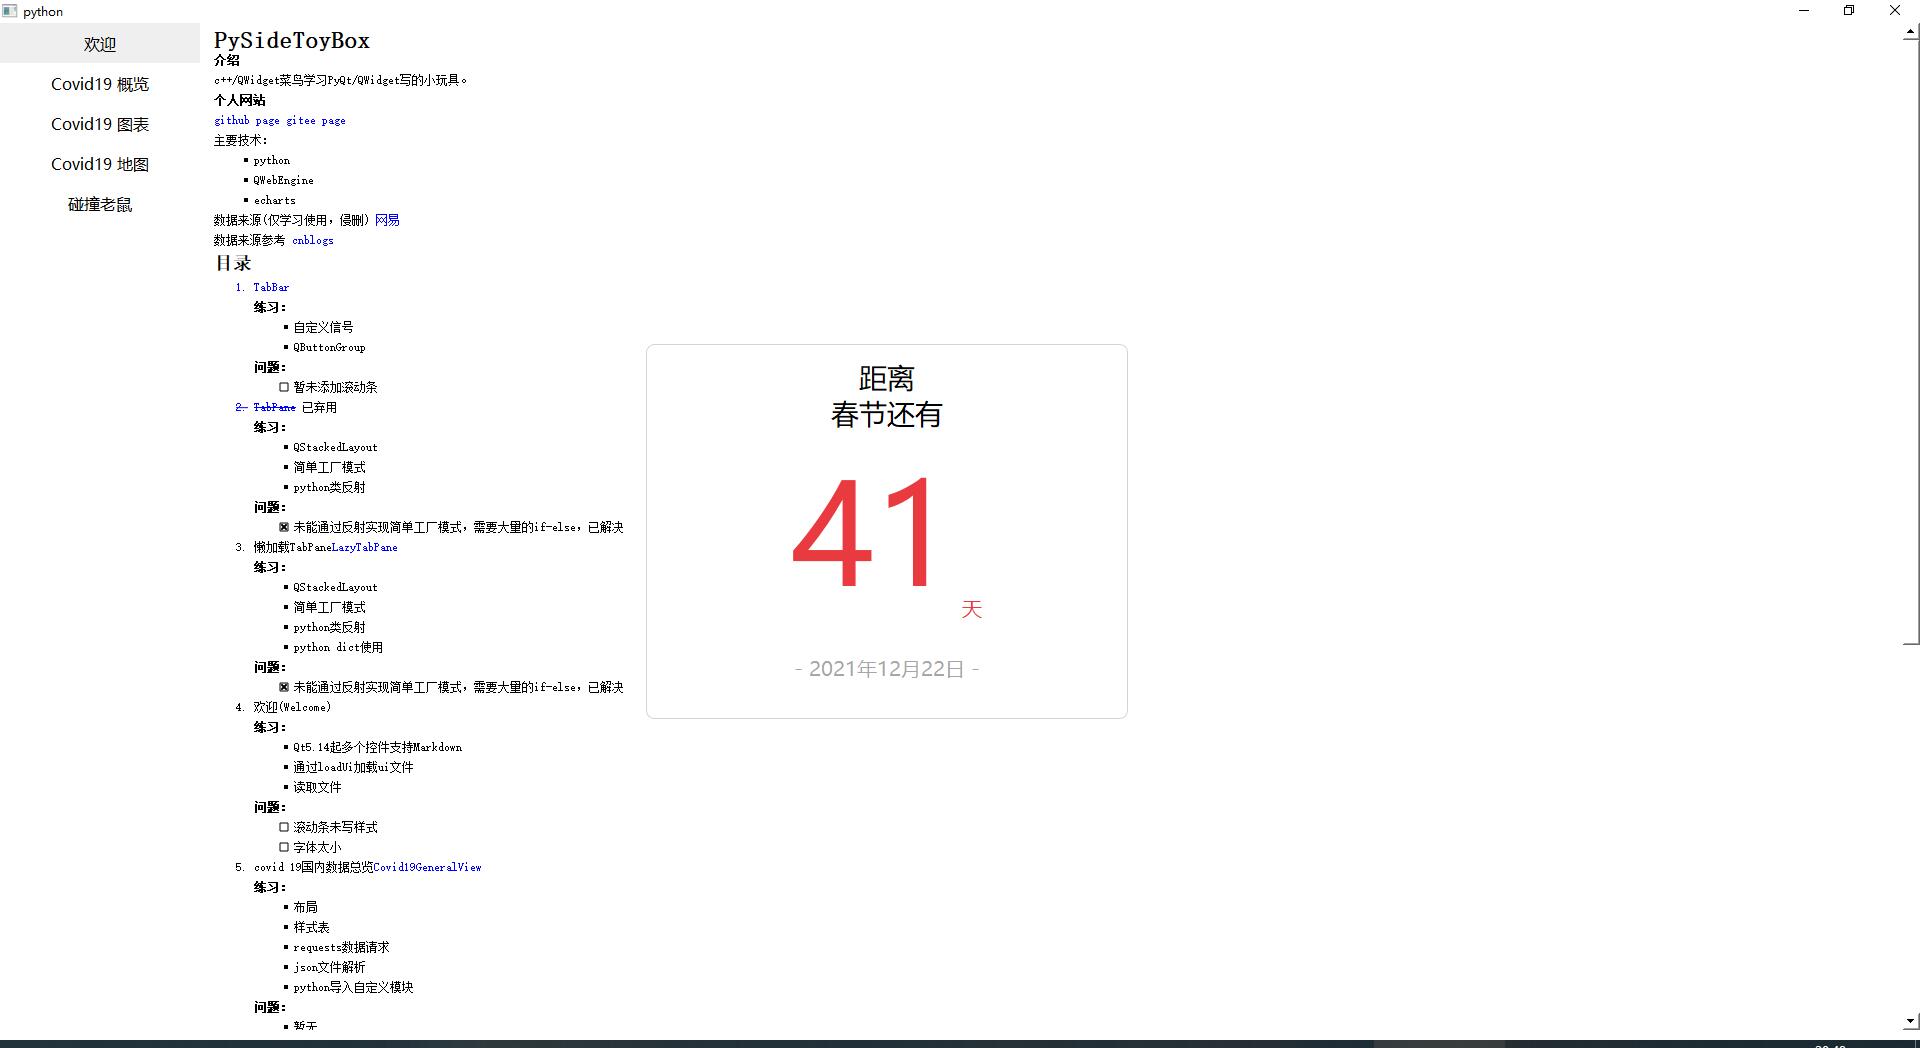 python
欢迎
Covid19 概览
Covid19 图表
Covid19 地图
碰撞老鼠
PySideToyBox
介绍
c++/QWidget菜鸟学习PyQt/QWidget写的小玩具。
个人网站
github page gitee page
主要技术:
▪ python
▪ QWebEngine
▪ echarts
数据来源(仅学习使用，侵删) 网易
数据来源参考 cnblogs
目录
1. TabBar
练习:
▪ 自定义信号
▪ QButtonGroup
问题:
☐ 暂未添加滚动条
2. TabPane 已弃用
练习:
▪ QStackedLayout
▪ 简单工厂模式
▪ python类反射
问题:
☒ 未能通过反射实现简单工厂模式，需要大量的if-else，已解决
3. 懒加载TabPaneLazyTabPane
练习:
▪ QStackedLayout
▪ 简单工厂模式
▪ python类反射
▪ python dict使用
问题:
☒ 未能通过反射实现简单工厂模式，需要大量的if-else，已解决
4. 欢迎(Welcome)
练习:
▪ Qt5.14起多个控件支持Markdown
▪ 通过loadUi加载ui文件
▪ 读取文件
问题:
☐ 滚动条未写样式
☐ 字体太小
5. covid 19国内数据总览Covid19GeneralView
练习:
▪ 布局
▪ 样式表
▪ requests数据请求
▪ json文件解析
▪ python导入自定义模块
问题:
▪ 暂无
距离
春节还有
41
天
- 2021年12月22日 -